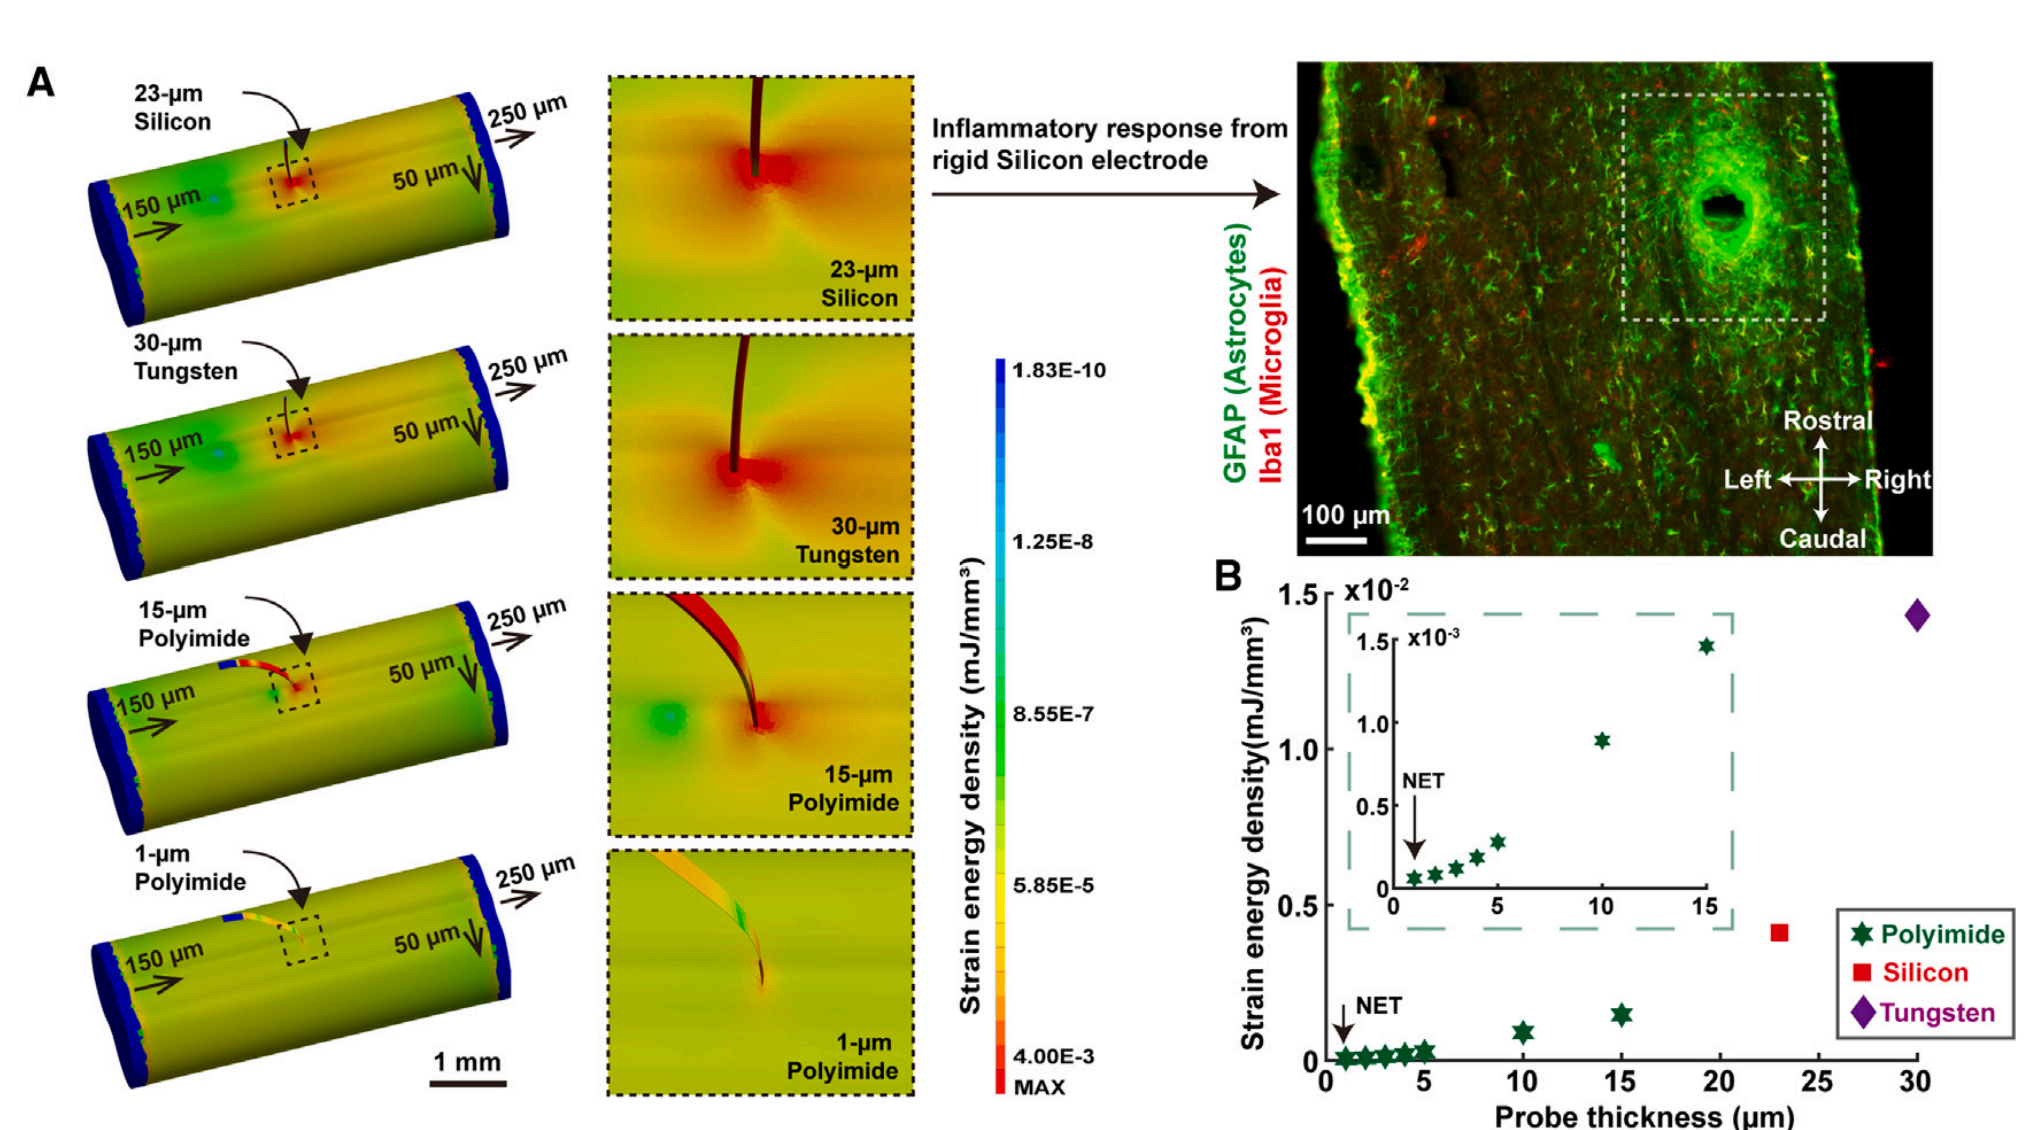 A
23-µm
Silicon
250 µm
50 µm
150 µm
30-µm
Tungsten
250 µm
50 µm
150 µm
15-µm
Polyimide
250 µm
50 µm
150 µm
1-µm
Polyimide
250 µm
50 µm
150 µm
1 mm
23-µm
Silicon
30-µm
Tungsten
15-µm
Polyimide
1-µm
Polyimide
Strain energy density (mJ/mm³)
1.83E-10
1.25E-8
8.55E-7
5.85E-5
4.00E-3
MAX
Inflammatory response from
rigid Silicon electrode
GFAP (Astrocytes)
Iba1 (Microglia)
100 µm
Rostral
Left
Right
Caudal
B
Strain energy density(mJ/mm³)
x10-2
1.5
1.0
0.5
0
x10-3
1.5
1.0
0.5
0
NET
0
5
10
15
NET
0
5
10
15
20
25
30
Probe thickness (µm)
Polyimide
Silicon
Tungsten